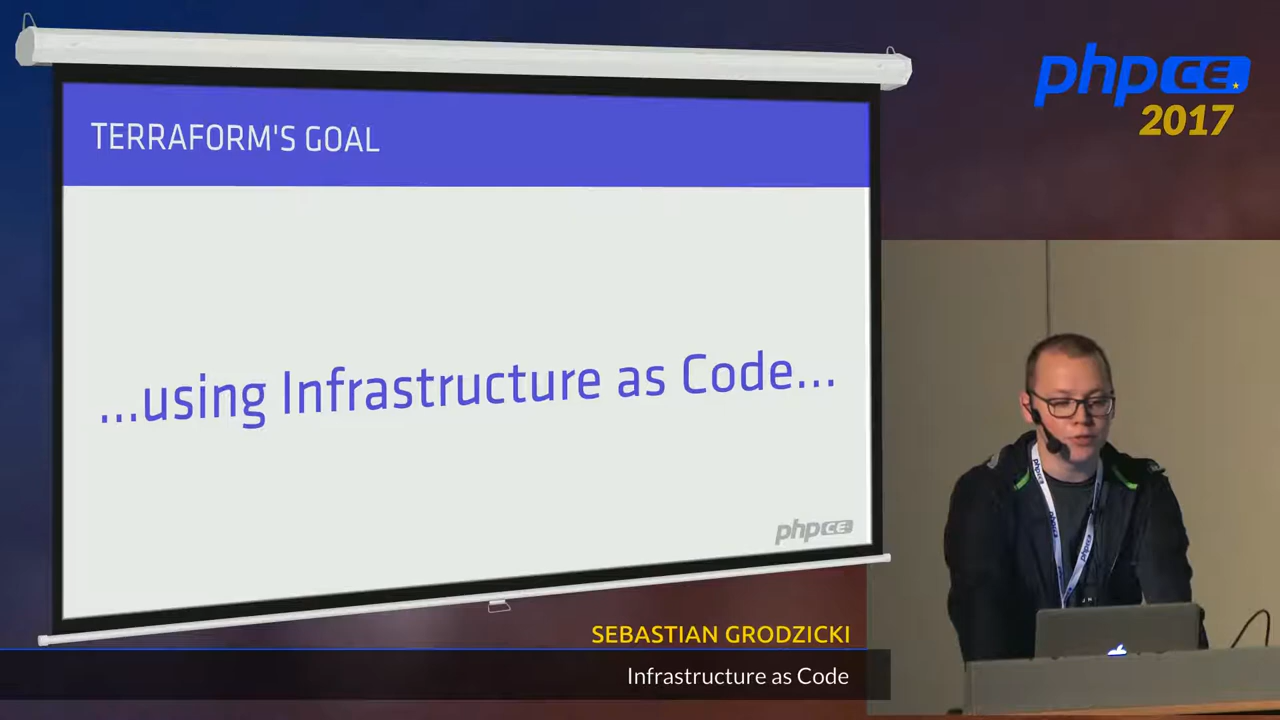 TERRAFORM'S GOAL
...using Infrastructure as Code...
phpCE
phpCE
2017
SEBASTIAN GRODZICKI
Infrastructure as Code